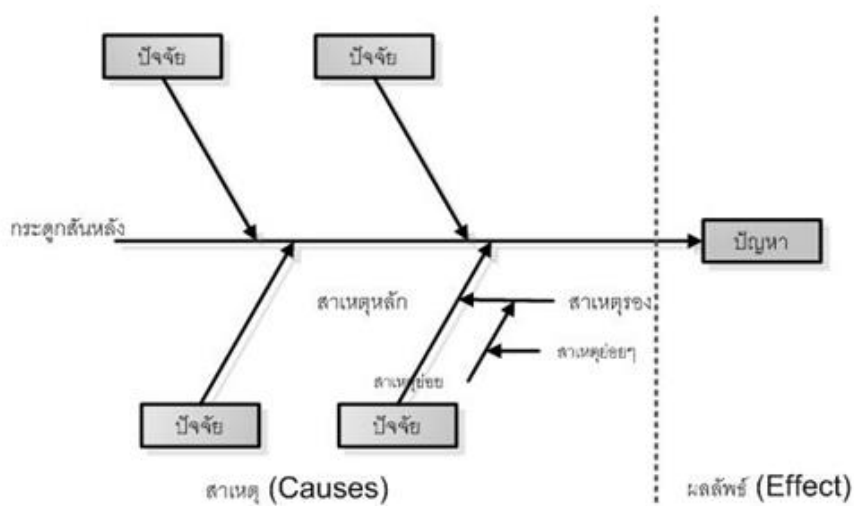 ปัจจัย
ปัจจัย
กระดูกสันหลัง
ปัญหา
สาเหตุหลัก
สาเหตุรอง
สาเหตุย่อยๆ
สาเหตุย่อย
ปัจจัย
ปัจจัย
สาเหตุ (Causes)
ผลลัพธ์ (Effect)